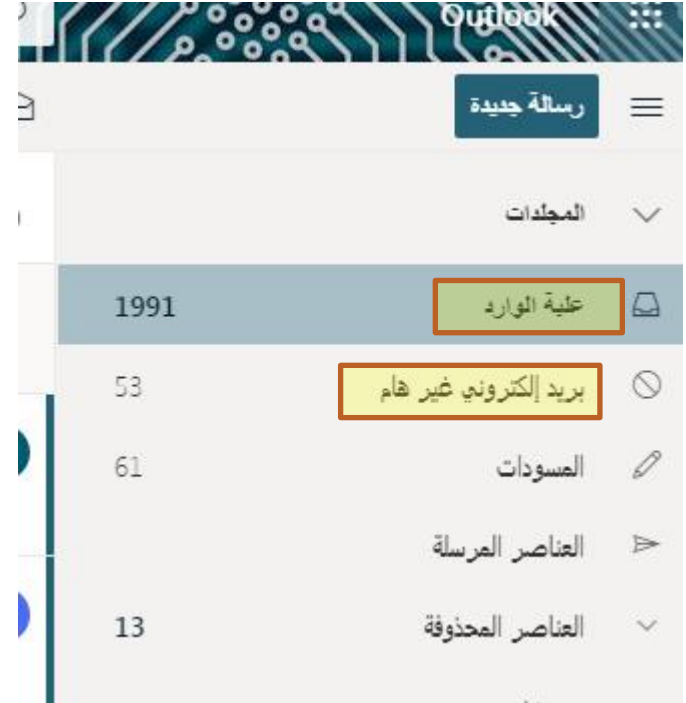 Outlook
رسالة جديدة
المجلدات
علبة الوارد 1991
بريد إلكتروني غير هام 53
المسودات 61
العناصر المرسلة
العناصر المحذوفة 13